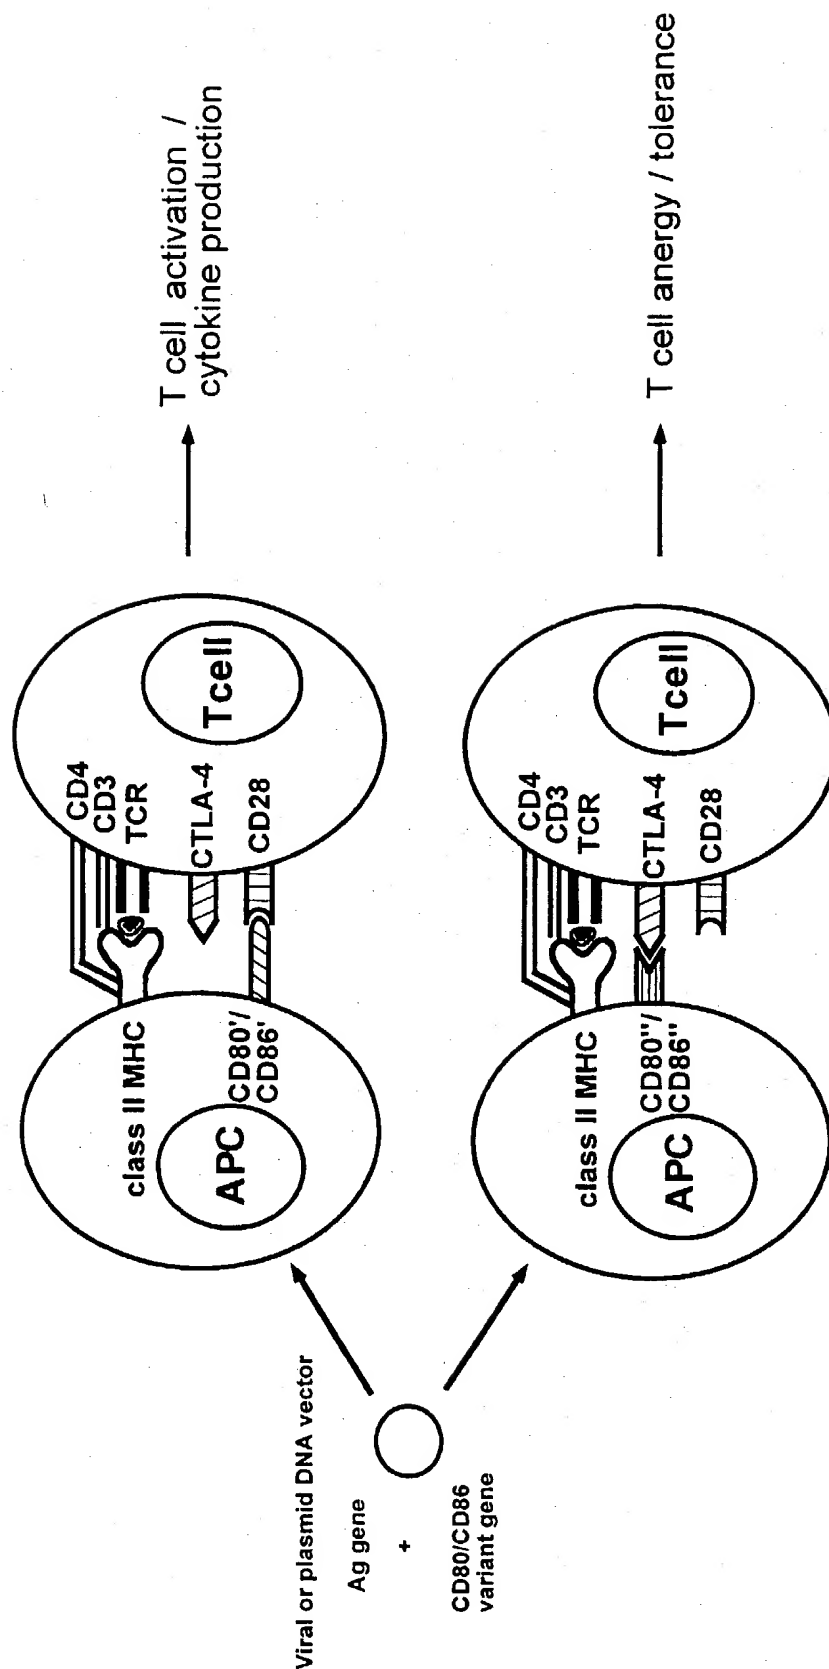 Viral or plasmid DNA vector
Ag gene
+
CD80/CD86
variant gene
class II MHC
APC
CD80'/
CD86'
CD4
CD3
TCR
CTLA-4
CD28
Tcell
T cell activation /
cytokine production
class II MHC
APC
CD80"/
CD86"
CD4
CD3
TCR
CTLA-4
CD28
Tcell
T cell anergy / tolerance